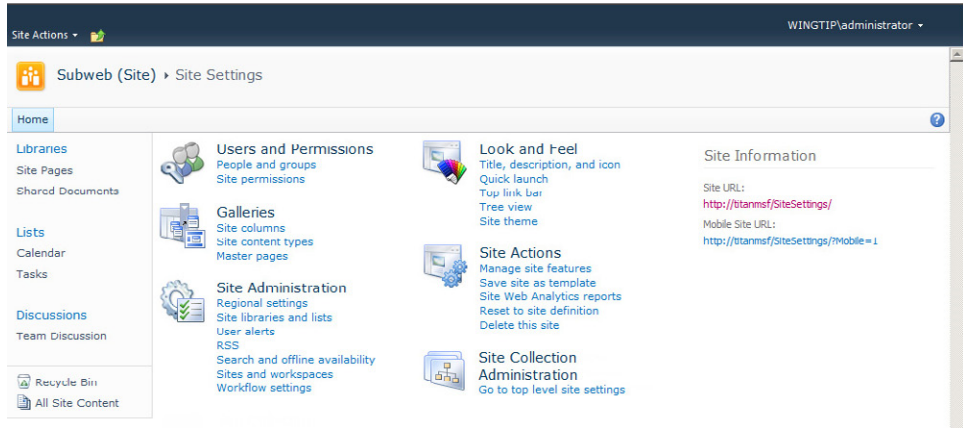 WINGTIP\administrator
Site Actions
Subweb (Site) Site Settings
Home
Libraries
Site Pages
Shared Documents
Lists
Calendar
Tasks
Discussions
Team Discussion
Recycle Bin
All Site Content
Users and Permissions
People and groups
Site permissions
Galleries
Site columns
Site content types
Master pages
Site Administration
Regional settings
Site libraries and lists
User alerts
RSS
Search and offline availability
Sites and workspaces
Workflow settings
Look and Feel
Title, description, and icon
Quick launch
Top link bar
Tree view
Site theme
Site Actions
Manage site features
Save site as template
Site Web Analytics reports
Reset to site definition
Delete this site
Site Collection
Administration
Go to top level site settings
Site Information
Site URL:
http://titanmsf/SiteSettings/
Mobile Site URL:
http://titanmsf/SiteSettings/?Mobile=1